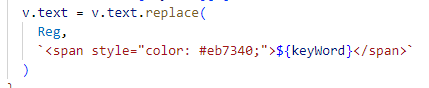 v.text = v.text.replace(
Reg,
`<span style="color: #eb7340;">${keyWord}</span>`
)